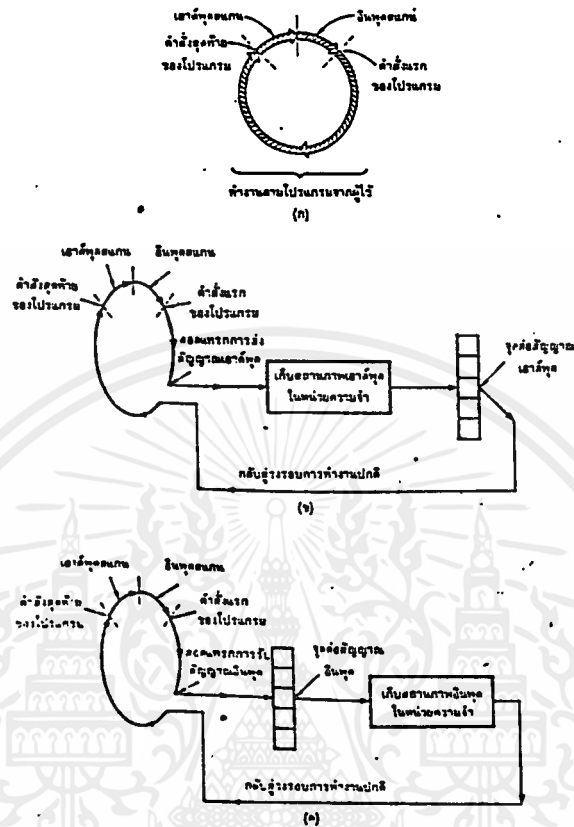 เอาต์พุตสแกน
อินพุตสแกน
คำสั่งสุดท้าย
ของโปรแกรม
คำสั่งแรก
ของโปรแกรม
ทำงานตามโปรแกรมจากผู้ใช้
(ก)
เอาต์พุตสแกน
อินพุตสแกน
คำสั่งสุดท้าย
ของโปรแกรม
คำสั่งแรก
ของโปรแกรม
สอดแทรกการส่ง
สัญญาณเอาต์พุต
เก็บสถานภาพเอาต์พุต
ในหน่วยความจำ
ชุดต่อสัญญาณ
เอาต์พุต
กลับสู่วงรอบการทำงานปกติ
(ข)
เอาต์พุตสแกน
อินพุตสแกน
คำสั่งสุดท้าย
ของโปรแกรม
คำสั่งแรก
ของโปรแกรม
สอดแทรกการรับ
สัญญาณอินพุต
ชุดต่อสัญญาณ
อินพุต
เก็บสถานภาพอินพุต
ในหน่วยความจำ
กลับสู่วงรอบการทำงานปกติ
(ค)